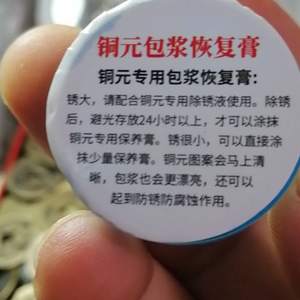 铜元包浆恢复膏
铜元专用包浆恢复膏:
锈大，请配合铜元专用除锈液使用。除锈
后，避光存放24小时以上，才可以涂抹
铜元专用保养膏。锈很小，可以直接涂
抹少量保养膏。铜元图案会马上清
晰，包浆也会更漂亮，还可以
起到防锈防腐蚀作用。